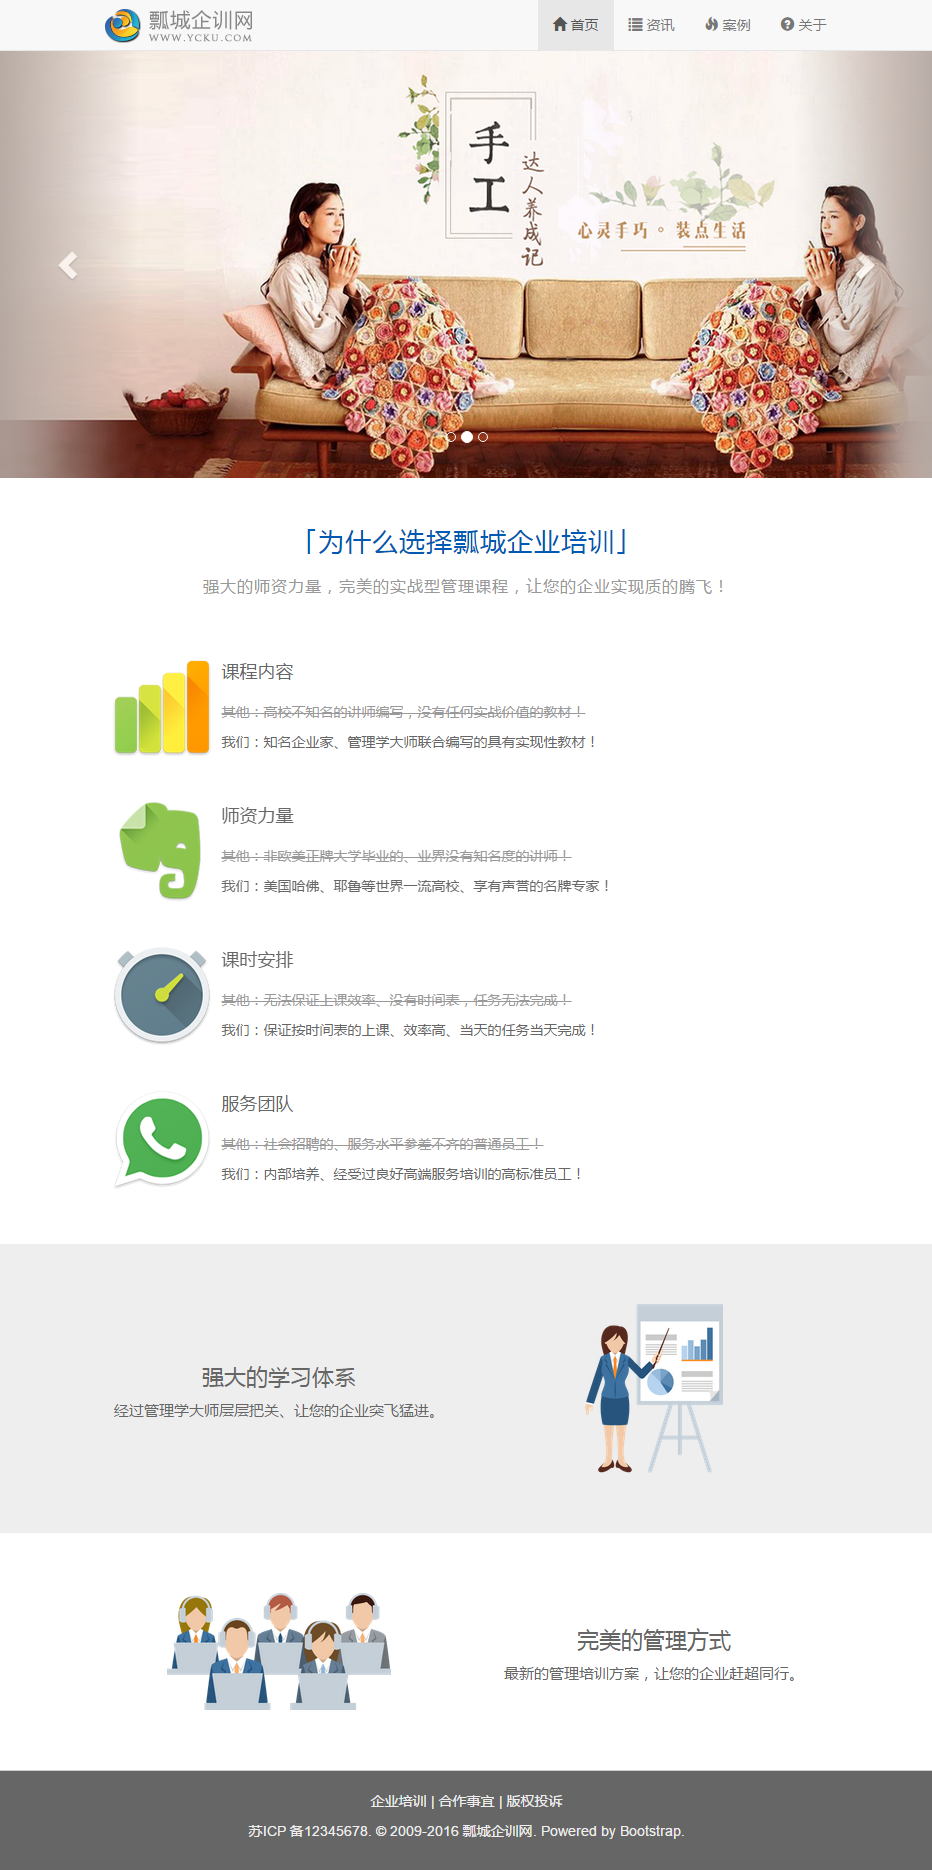 瓢城企训网
WWW.YCKU.COM
首页
资讯
案例
关于
手工
达人养成记
心灵手巧。装点生活
「为什么选择瓢城企业培训」
强大的师资力量，完美的实战型管理课程，让您的企业实现质的腾飞！
课程内容
其他：高校不知名的讲师编写，没有任何实战价值的教材！
我们：知名企业家、管理学大师联合编写的具有实现性教材！
师资力量
其他：非欧美正牌大学毕业的、业界没有知名度的讲师！
我们：美国哈佛、耶鲁等世界一流高校、享有声誉的名牌专家！
课时安排
其他：无法保证上课效率、没有时间表，任务无法完成！
我们：保证按时间表的上课、效率高、当天的任务当天完成！
服务团队
其他：社会招聘的、服务水平参差不齐的普通员工！
我们：内部培养、经受过良好高端服务培训的高标准员工！
强大的学习体系
经过管理学大师层层把关、让您的企业突飞猛进。
完美的管理方式
最新的管理培训方案，让您的企业赶超同行。
企业培训 | 合作事宜 | 版权投诉
苏ICP 备12345678. © 2009-2016 瓢城企训网. Powered by Bootstrap.